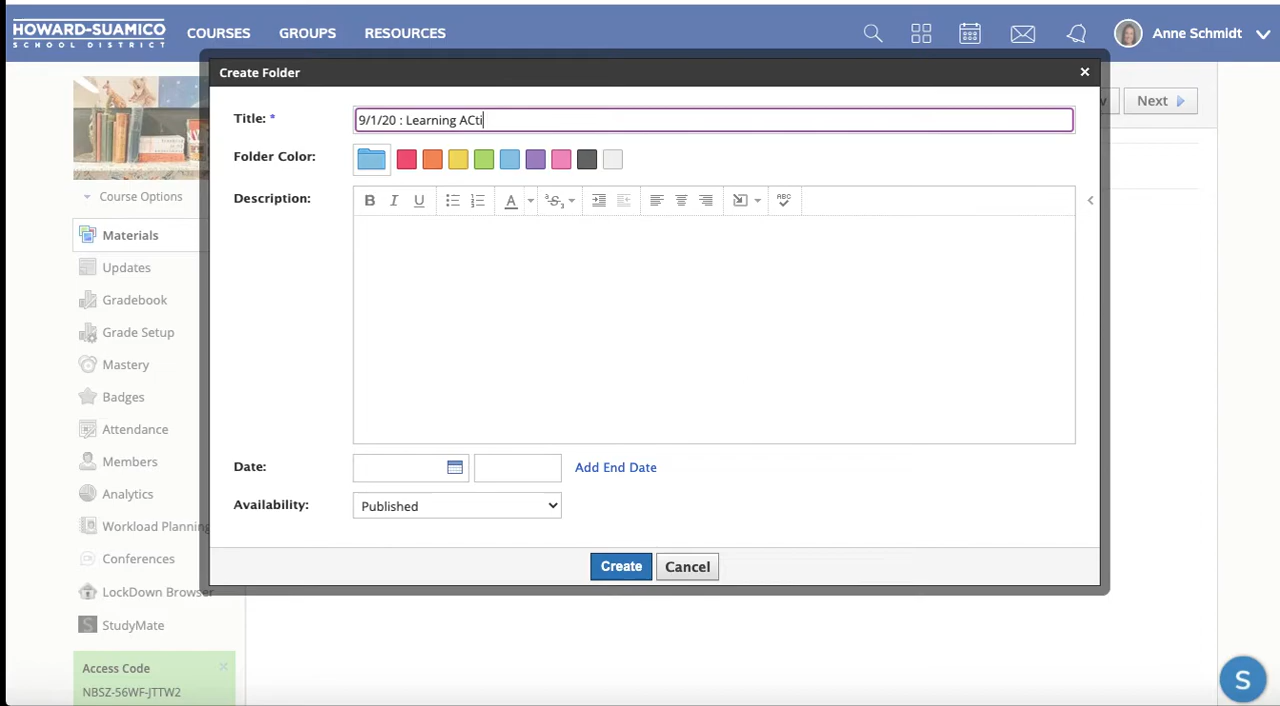 HOWARD-SUAMICO
SCHOOL DISTRICT
COURSES
GROUPS
RESOURCES
Anne Schmidt
Create Folder
×
Next
Title: *
9/1/20 : Learning ACti
Folder Color:
Description:
B I U A S ABC
Course Options
Materials
Updates
Gradebook
Grade Setup
Mastery
Badges
Attendance
Members
Analytics
Workload Planning
Conferences
LockDown Browser
StudyMate
Date:
Add End Date
Availability:
Published
Create
Cancel
Access Code
NBSZ-56WF-JTTW2
S